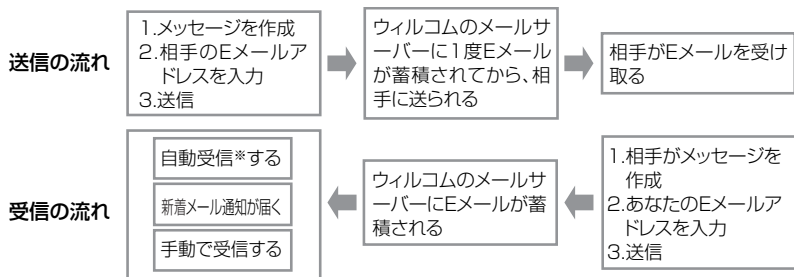 送信の流れ
1.メッセージを作成
2.相手のEメールア
ドレスを入力
3.送信
ウィルコムのメールサ
ーバーに1度Eメール
が蓄積されてから、相
手に送られる
相手がEメールを受け
取る
受信の流れ
自動受信※する
新着メール通知が届く
手動で受信する
ウィルコムのメールサ
ーバーにEメールが蓄
積される
1.相手がメッセージを
作成
2.あなたのEメールア
ドレスを入力
3.送信